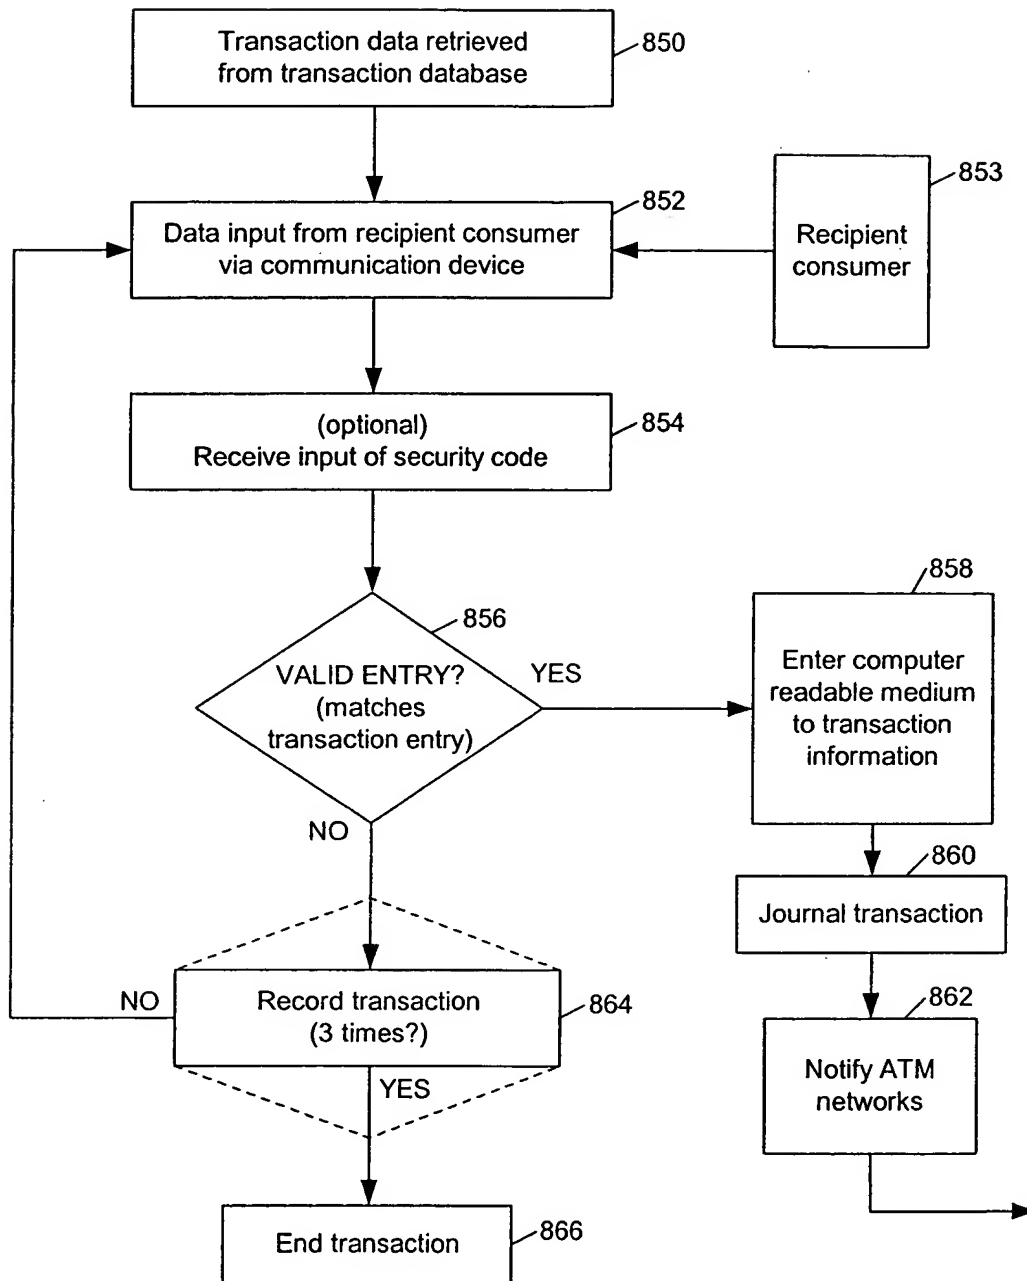 Transaction data retrieved
from transaction database
850
852
Data input from recipient consumer
via communication device
853
Recipient
consumer
(optional)
Receive input of security code
854
856
VALID ENTRY?
(matches
transaction entry)
YES
NO
858
Enter computer
readable medium
to transaction
information
860
Journal transaction
862
Notify ATM
networks
NO
Record transaction
(3 times?)
864
YES
End transaction
866